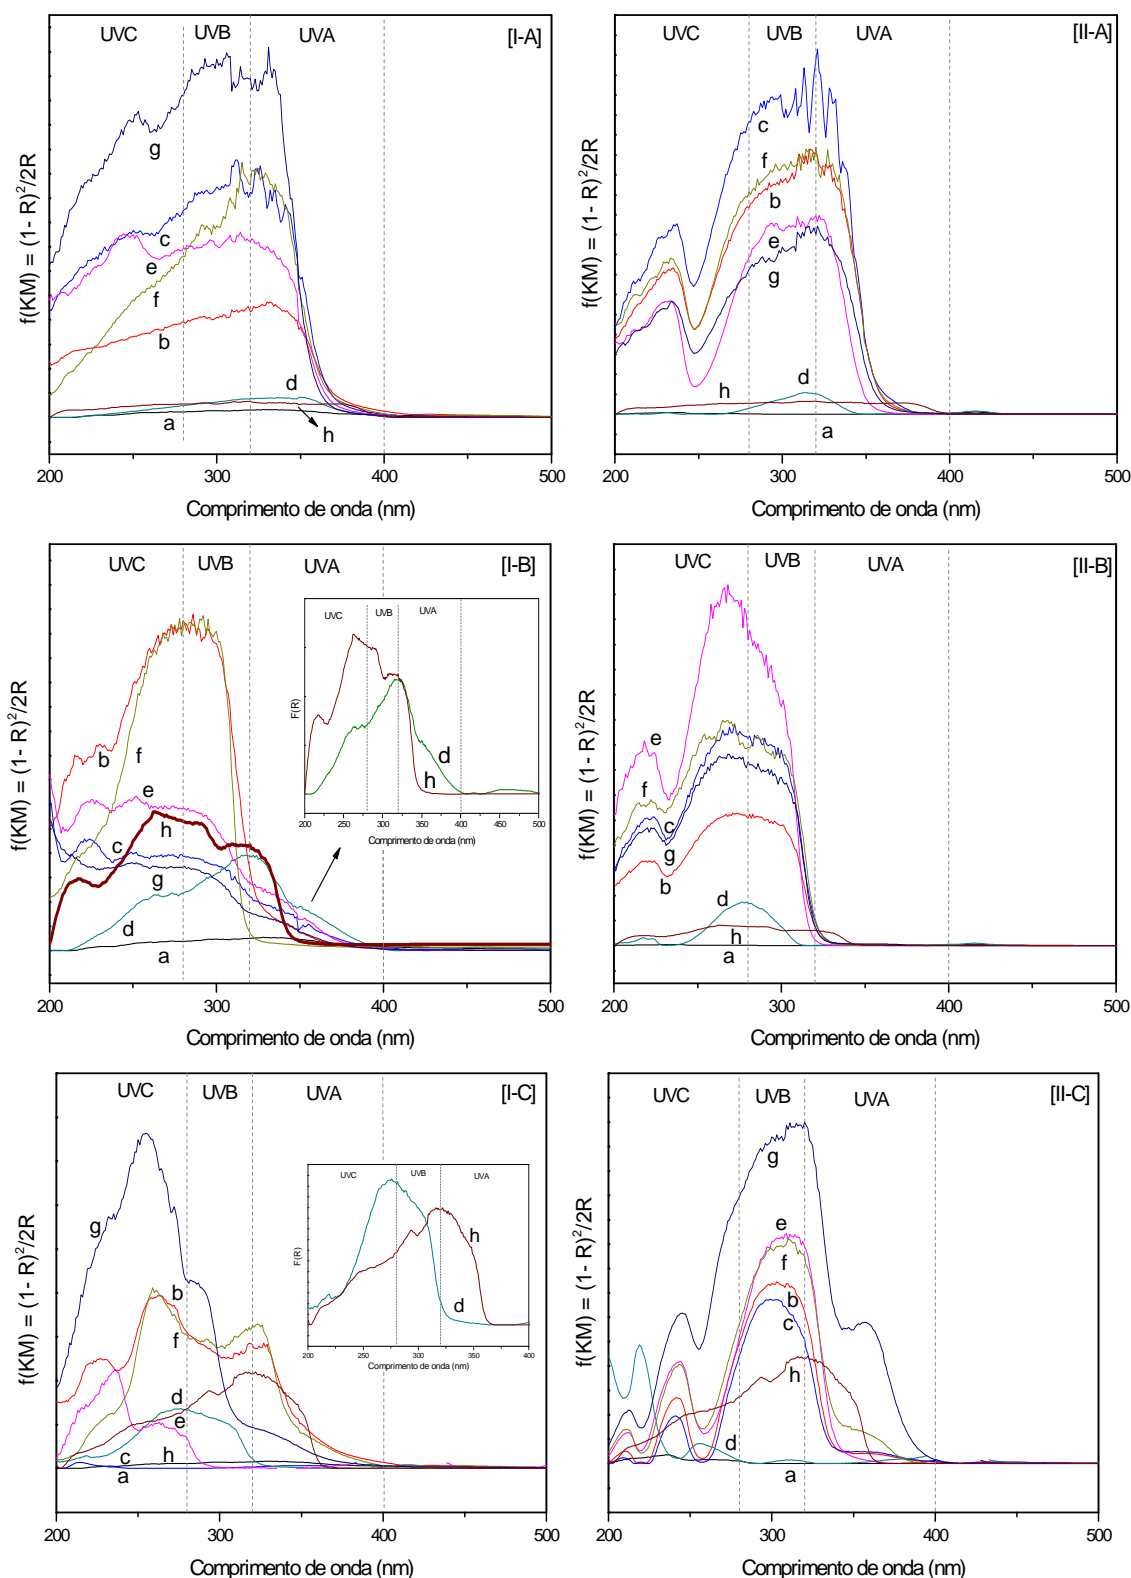 UVC UVB UVA [I-A]
f(KM) = (1- R)²/2R
g
c
e
f
b
d
a
h
200 300 400 500
Comprimento de onda (nm)
UVC UVB UVA [II-A]
f(KM) = (1- R)²/2R
c
f
b
e
g
h d
a
200 300 400 500
Comprimento de onda (nm)
UVC UVB UVA [I-B]
f(KM) = (1- R)²/2R
b f
e
h
c
g
d
a
UVC UVB UVA
F(R)
d
h
200 250 300 350 400 450 500
Comprimento de onda (nm)
200 300 400 500
Comprimento de onda (nm)
UVC UVB UVA [II-B]
f(KM) = (1- R)²/2R
e
f
c
g
b
d
h
a
200 300 400 500
Comprimento de onda (nm)
UVC UVB UVA [I-C]
f(KM) = (1- R)²/2R
g
b
f
d
e
c h
a
UVC UVB UVA
F(R)
h
d
200 250 300 350 400
Comprimento de onda (nm)
200 300 400 500
Comprimento de onda (nm)
UVC UVB UVA [II-C]
f(KM) = (1- R)²/2R
g
e
f
b
c
h
d
a
200 300 400 500
Comprimento de onda (nm)